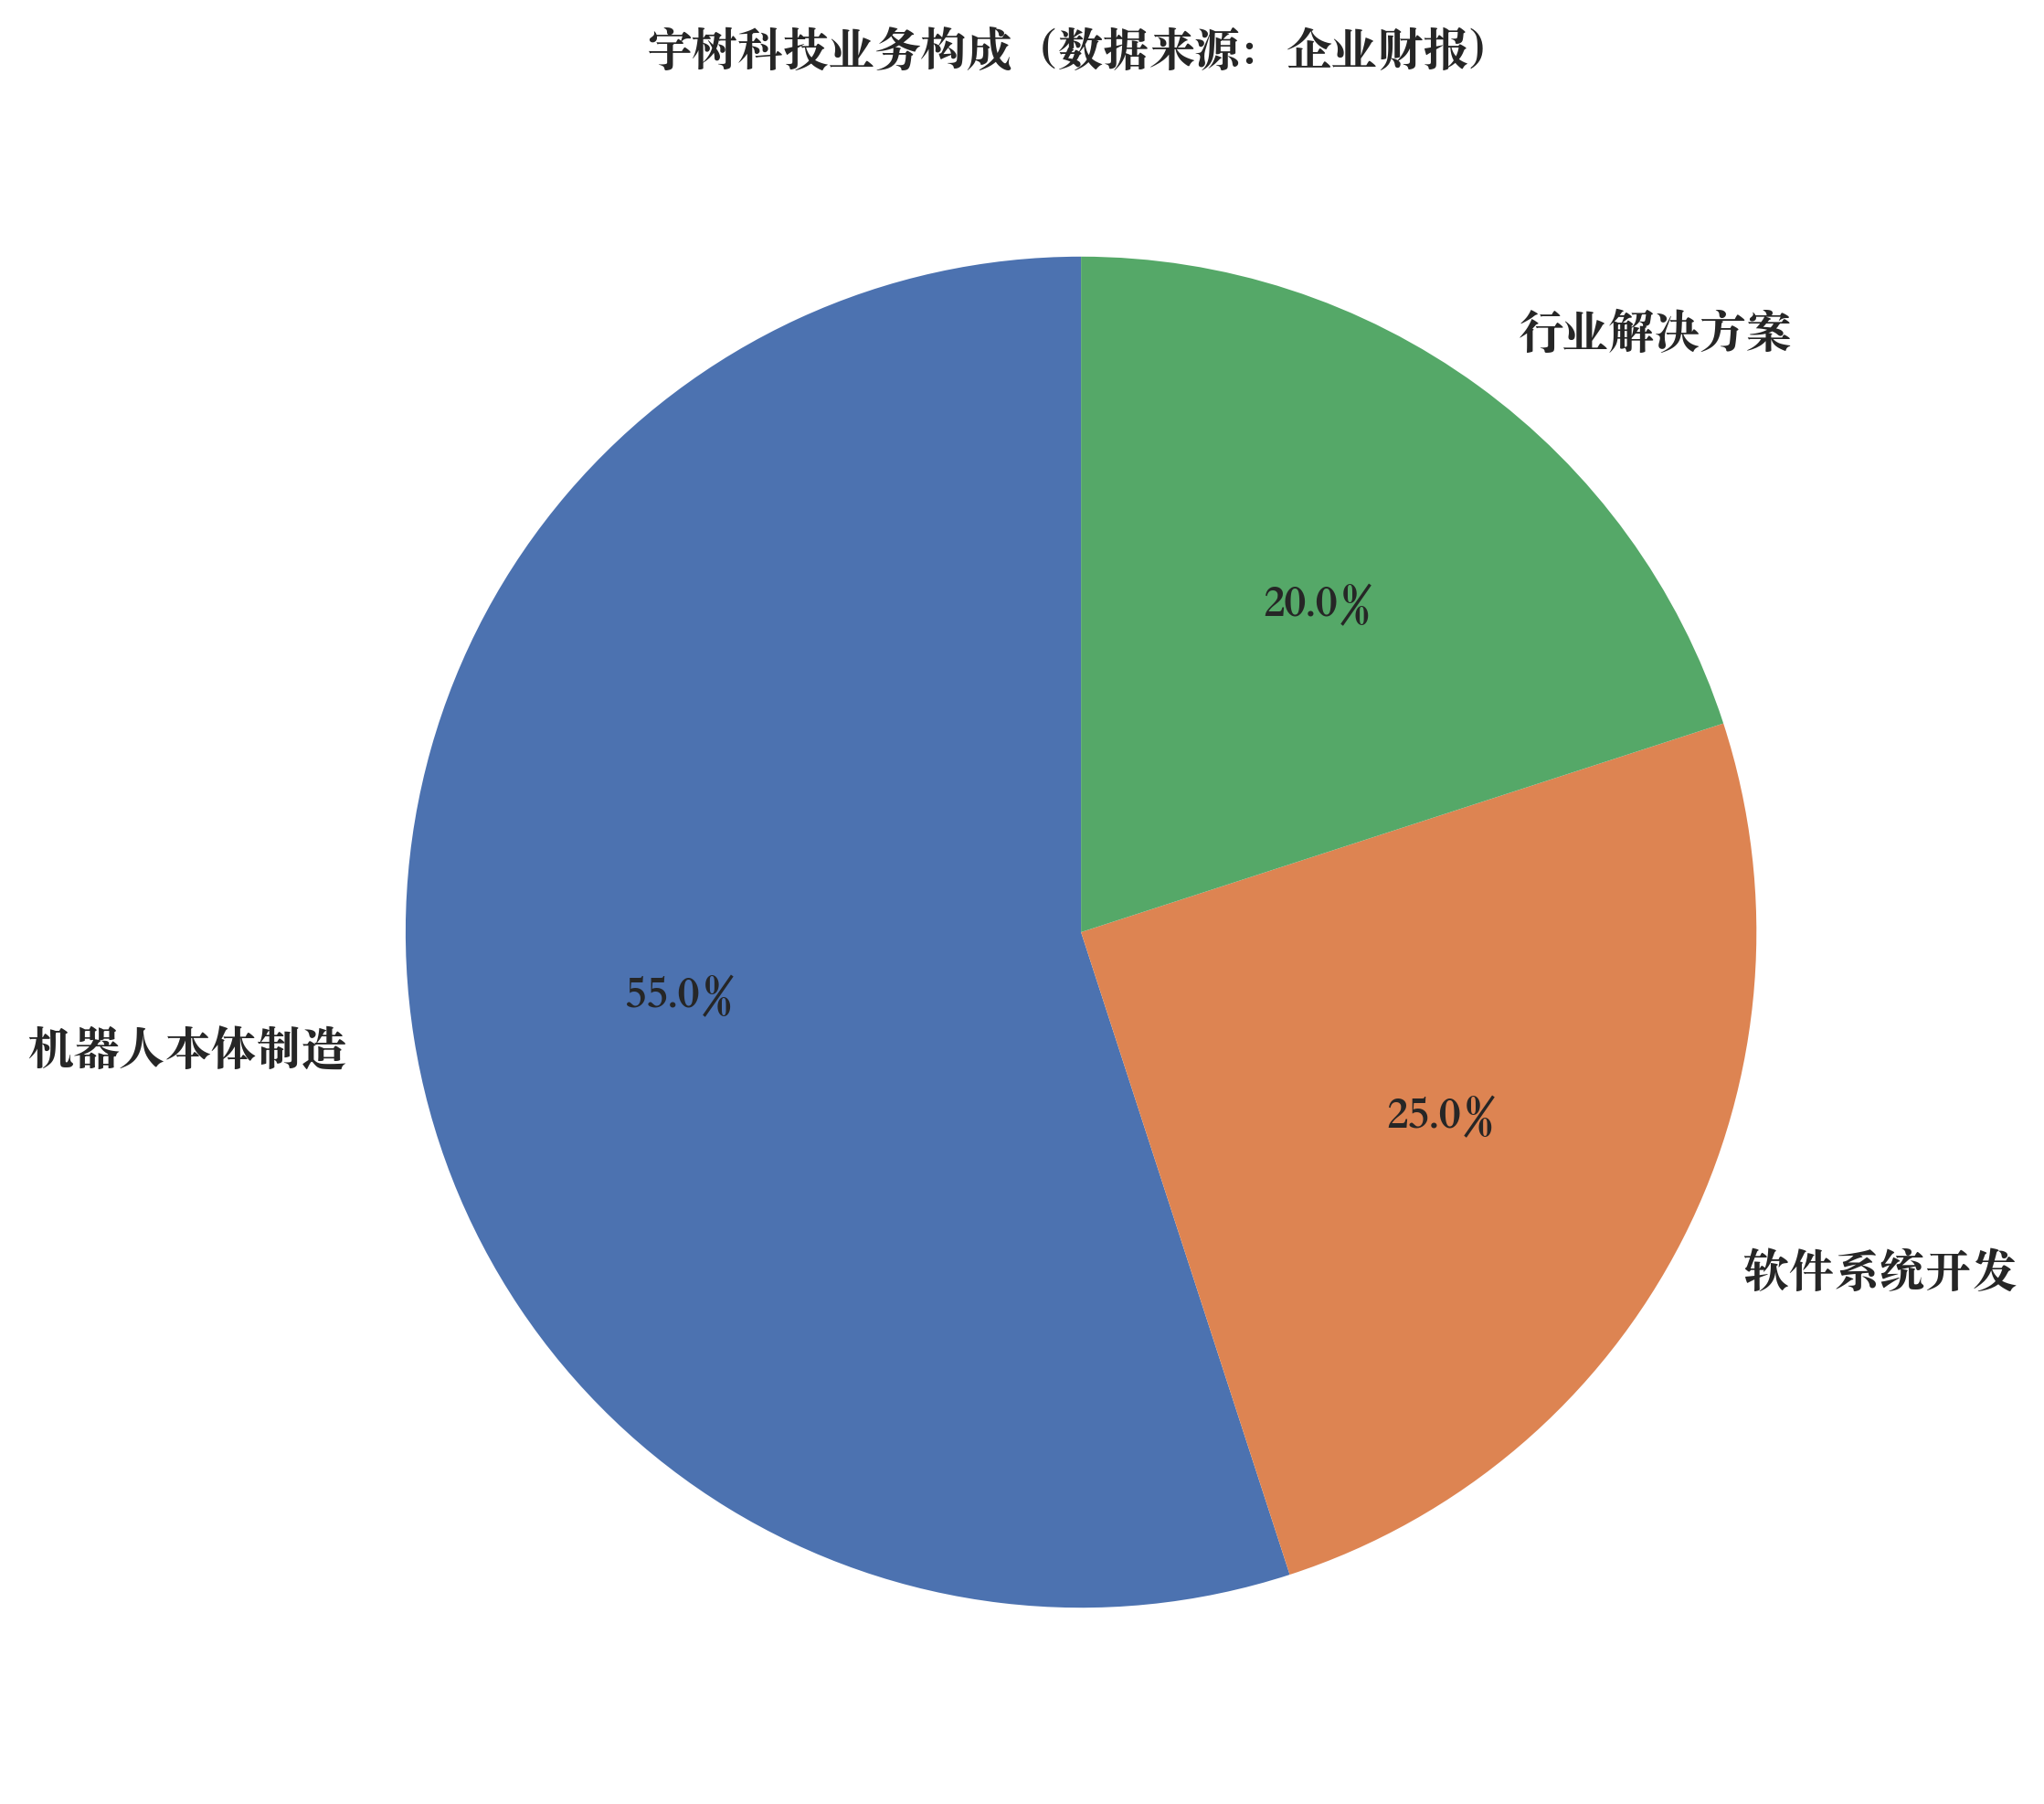 宇树科技业务构成（数据来源：企业财报）
行业解决方案
20.0%
55.0%
机器人本体制造
25.0%
软件系统开发